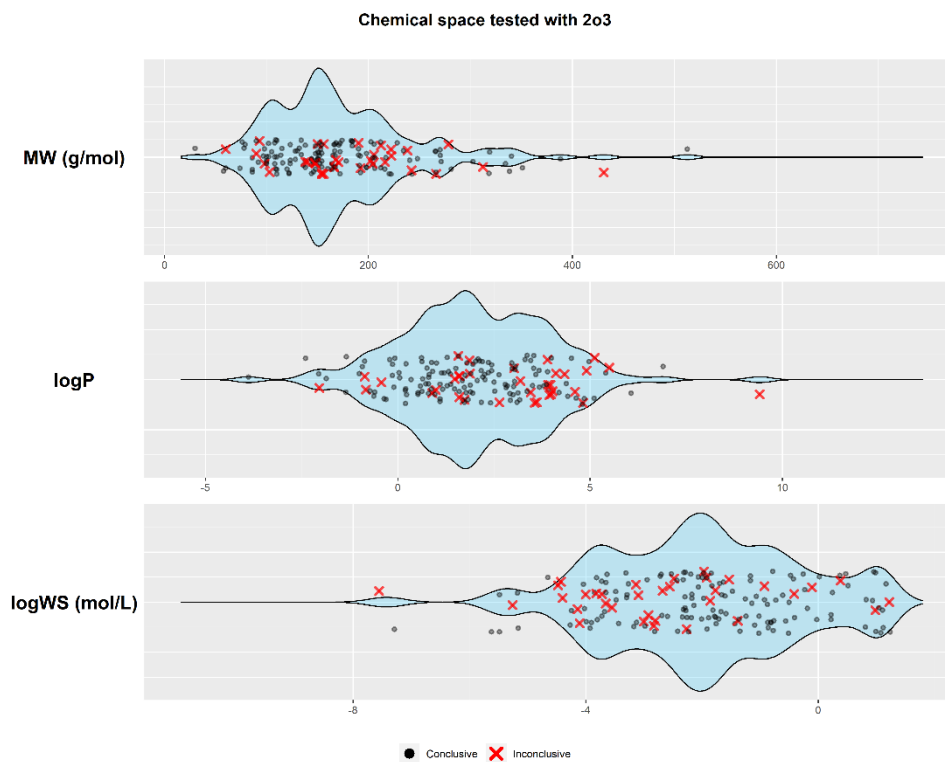 Chemical space tested with 2o3
MW (g/mol)
0 200 400 600
logP
-5 0 5 10
logWS (mol/L)
-8 -4 0
Conclusive Inconclusive